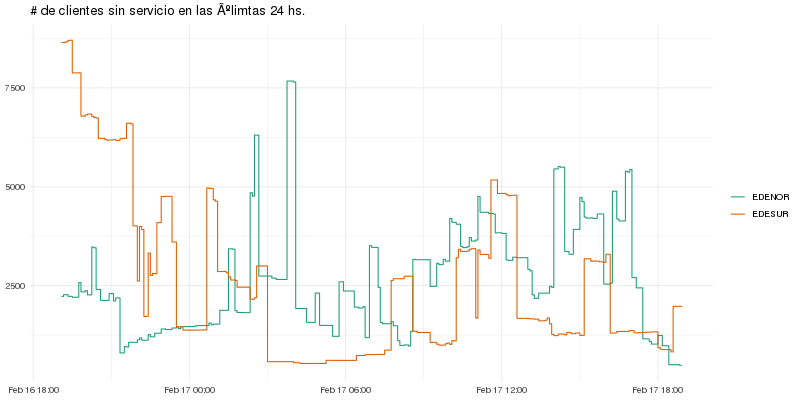 # de clientes sin servicio en las Ãºlimtas 24 hs.
7500
5000
2500
Feb 16 18:00 Feb 17 00:00 Feb 17 06:00 Feb 17 12:00 Feb 17 18:00
EDENOR
EDESUR